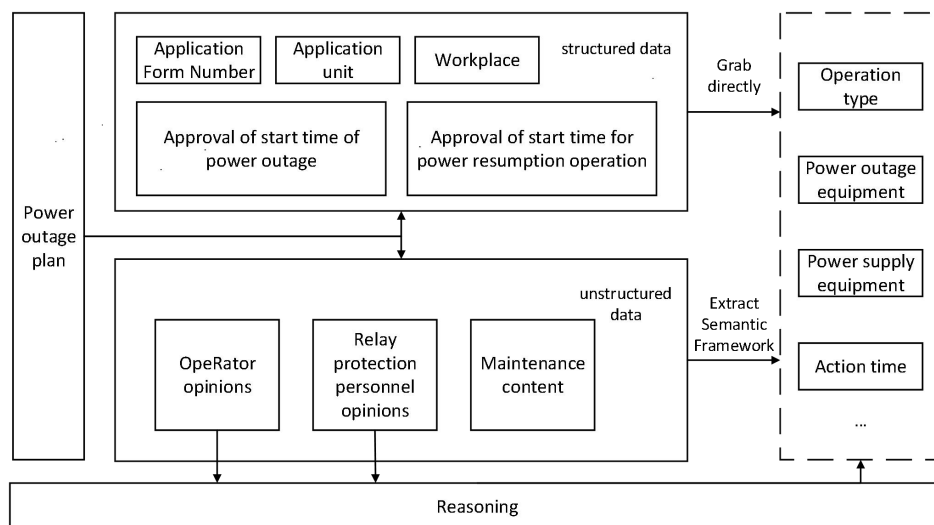 Power
outage
plan
structured data
Application
Form Number
Application
unit
Workplace
Approval of start time of
power outage
Approval of start time for
power resumption operation
unstructured
data
OpeRator
opinions
Relay
protection
personnel
opinions
Maintenance
content
Grab
directly
Extract
Semantic
Framework
Operation
type
Power outage
equipment
Power supply
equipment
Action time
...
Reasoning